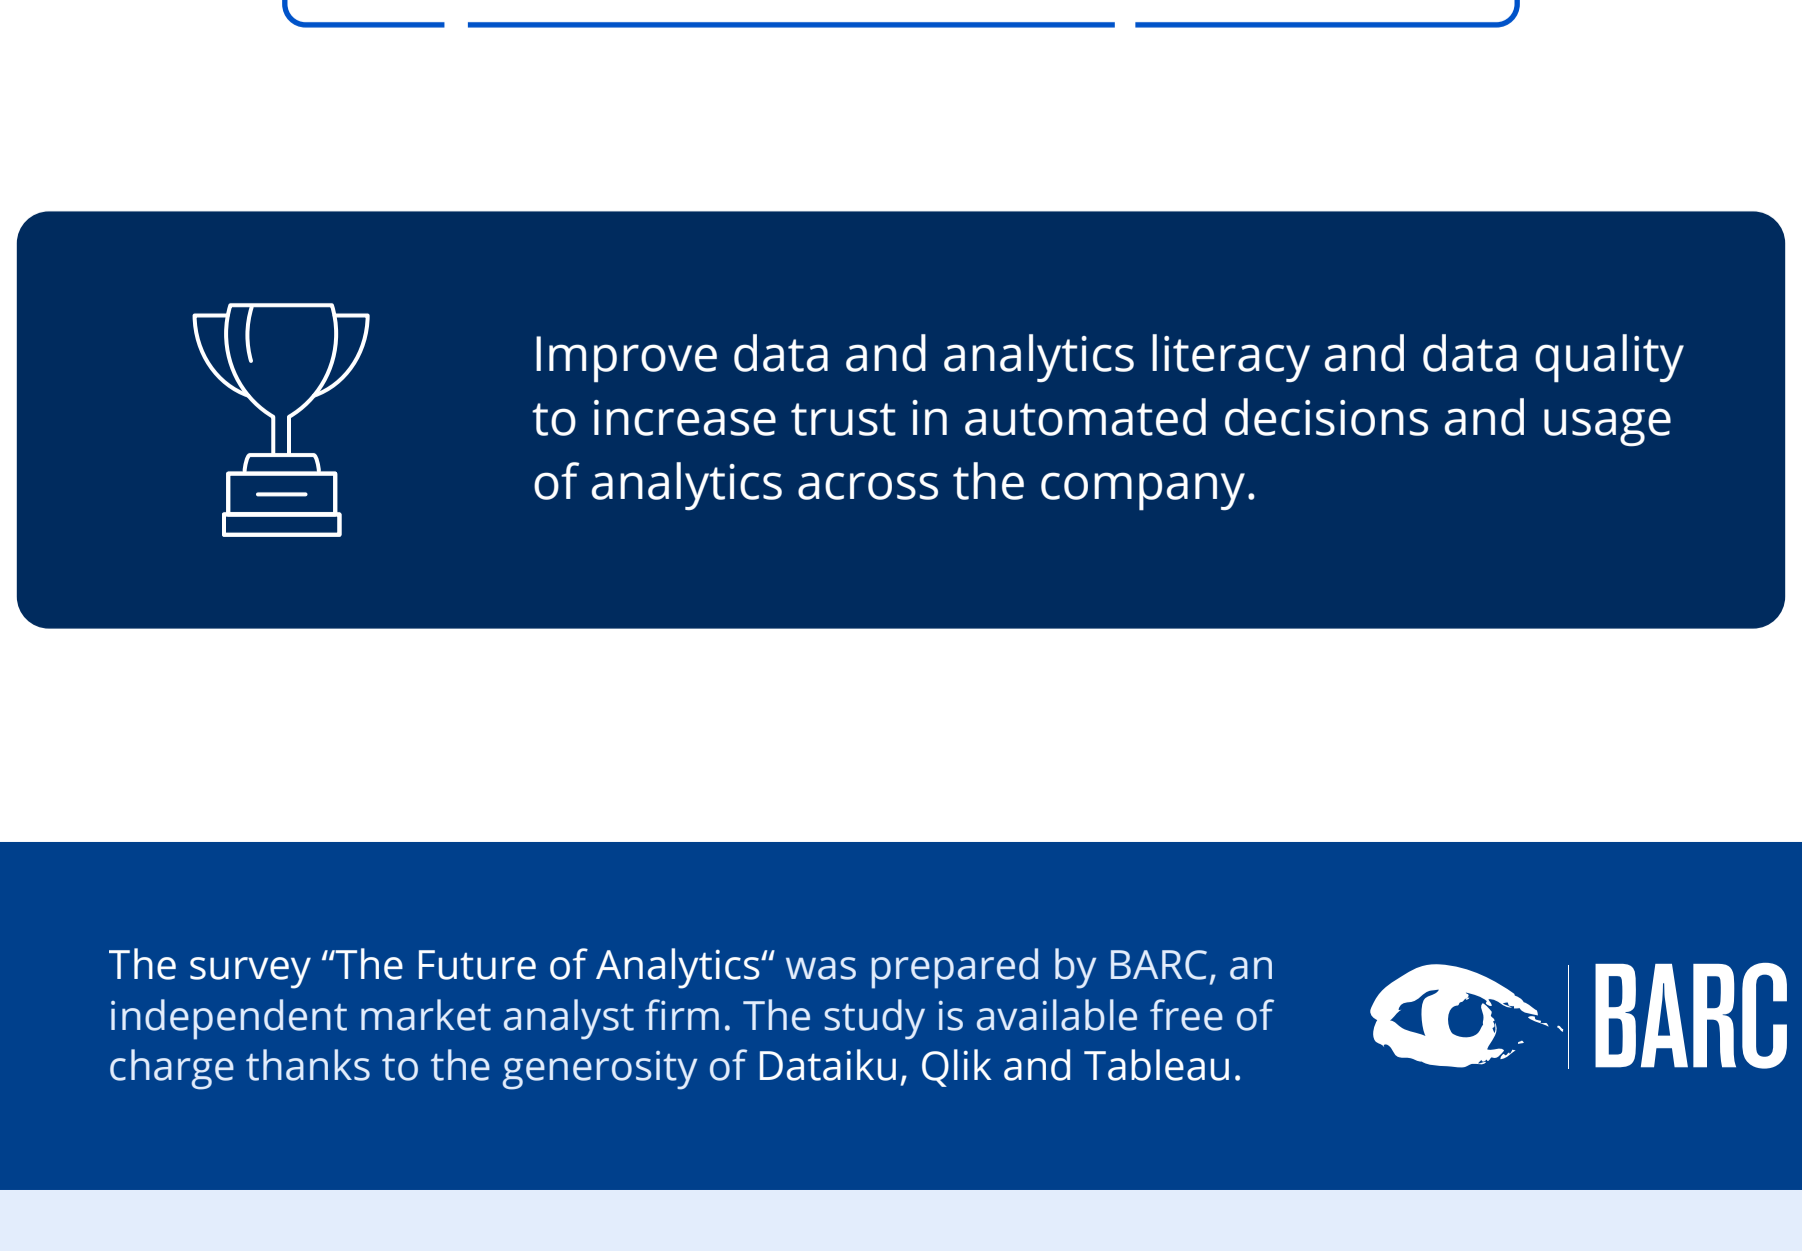 Improve data and analytics literacy and data quality
to increase trust in automated decisions and usage
of analytics across the company.
The survey “The Future of Analytics“ was prepared by BARC, an
independent market analyst firm. The study is available free of
charge thanks to the generosity of Dataiku, Qlik and Tableau.
BARC